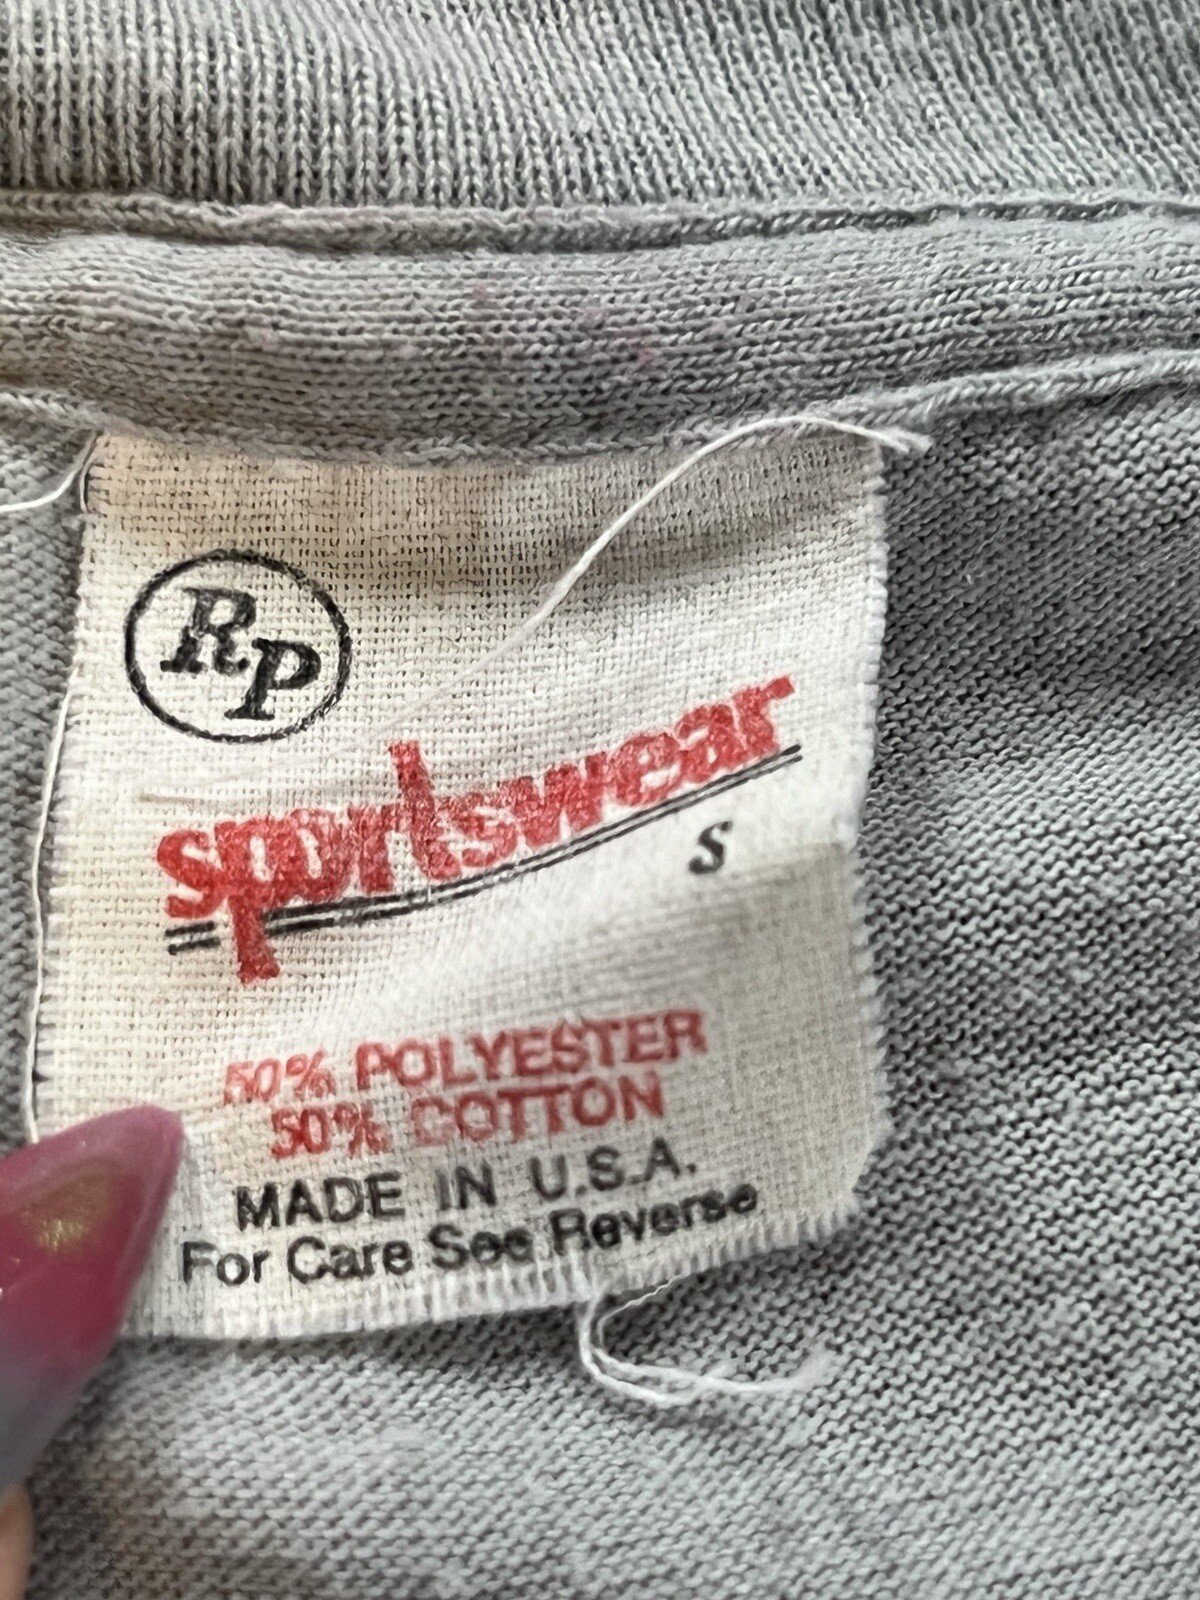 RP
sportswear
S
50% POLYESTER
50% COTTON
MADE IN U.S.A.
For Care See Reverse